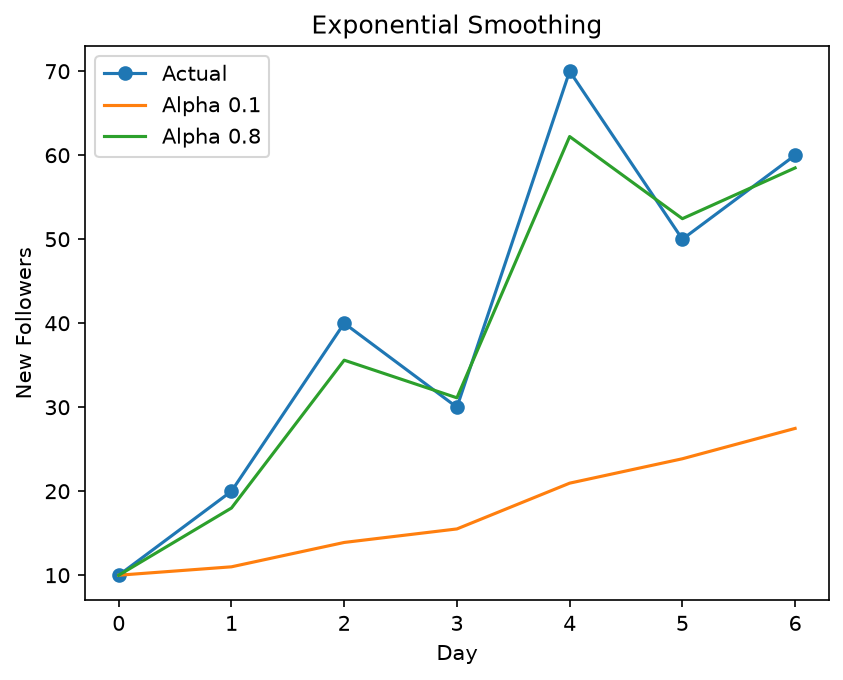 Exponential Smoothing
Actual
Alpha 0.1
Alpha 0.8
New Followers
70
60
50
40
30
20
10
0 1 2 3 4 5 6
Day